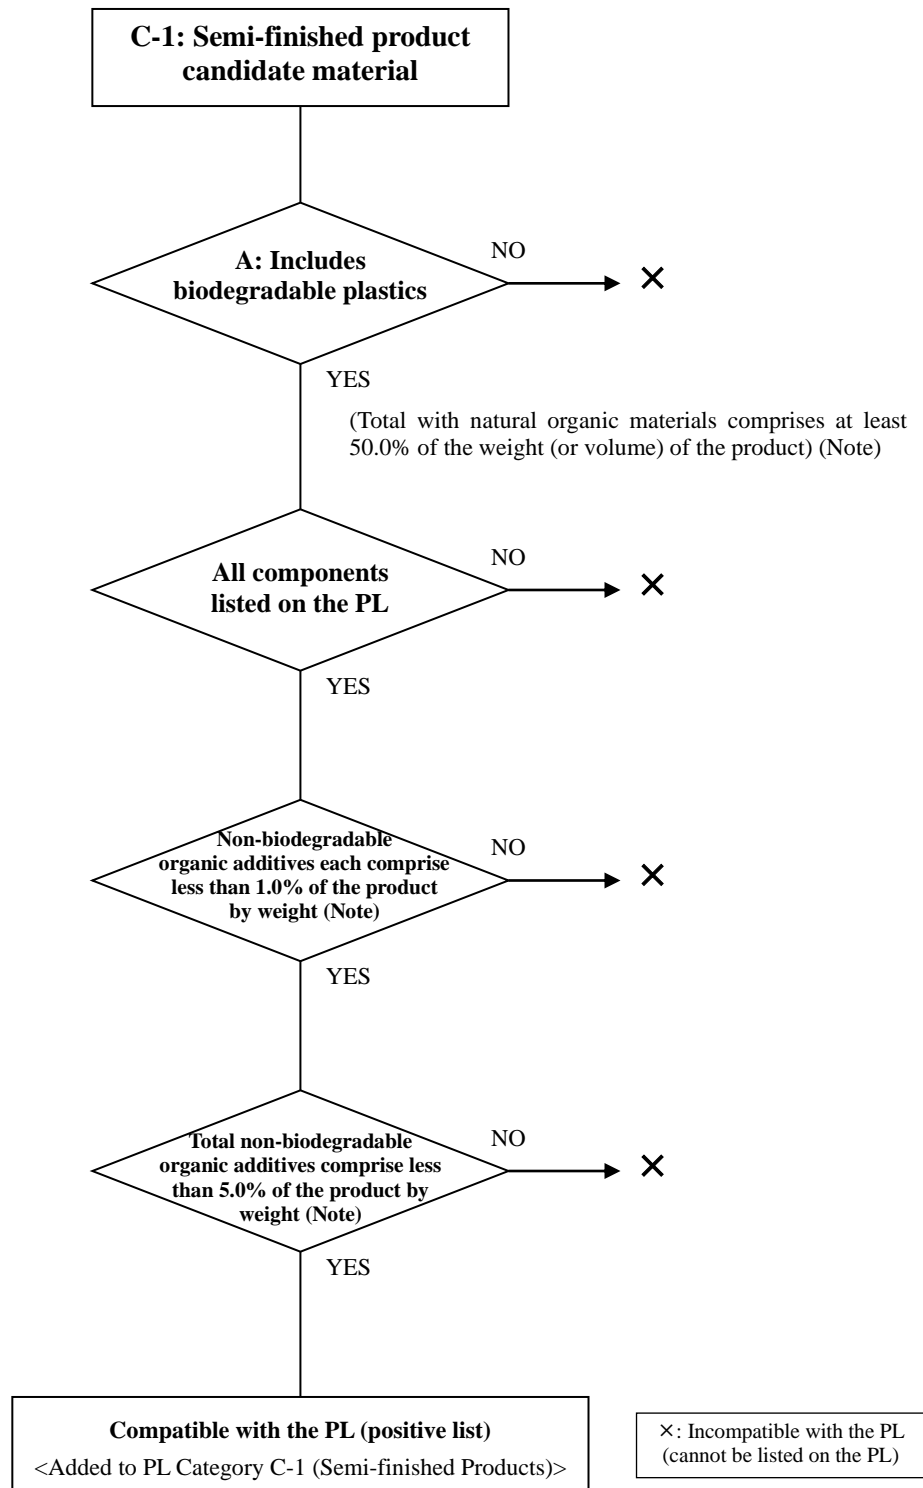 C-1: Semi-finished product
candidate material
A: Includes
biodegradable plastics
NO
×
YES
(Total with natural organic materials comprises at least
50.0% of the weight (or volume) of the product) (Note)
All components
listed on the PL
NO
×
YES
Non-biodegradable
organic additives each comprise
less than 1.0% of the product
by weight (Note)
NO
×
YES
Total non-biodegradable
organic additives comprise less
than 5.0% of the product by
weight (Note)
NO
×
YES
Compatible with the PL (positive list)
<Added to PL Category C-1 (Semi-finished Products)>
×: Incompatible with the PL
(cannot be listed on the PL)